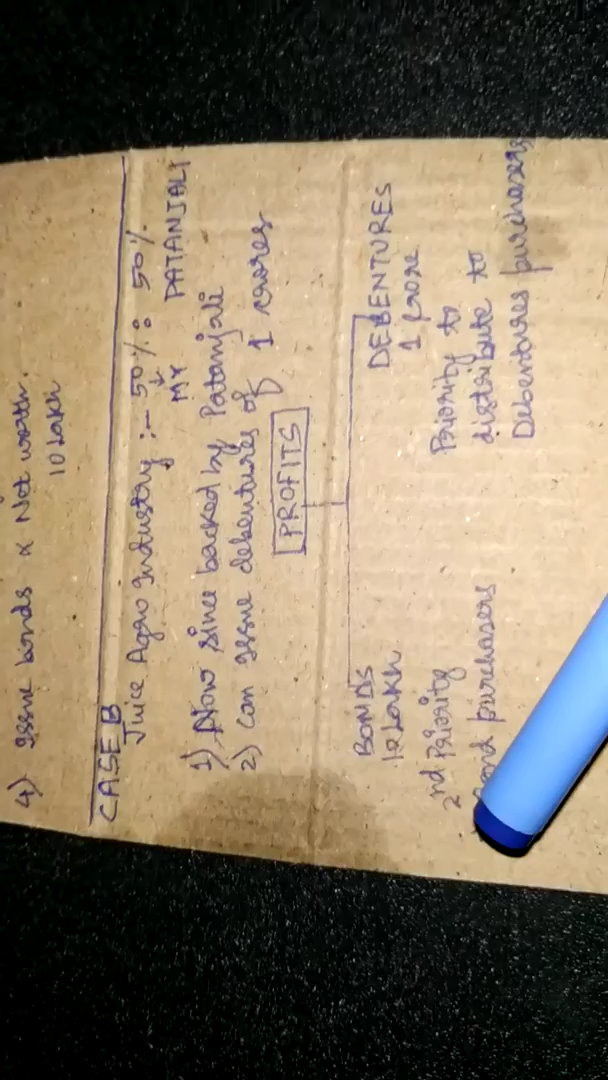 4) Issue bonds ∝ Net worth.
10 Lakh
CASE B
Juice Agro Industry :- 50% : 50%
↓
MY PATANJALI
1) Now since backed by Patanjali
2) Can issue debentures of 1 crores
PROFITS
BONDS DEBENTURES
10 Lakh 1 crore
2nd Priority Priority to
distribute to
purchasers Debentures purchasers